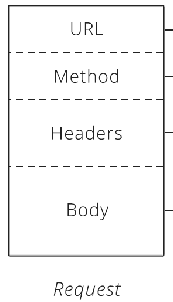 URL
Method
Headers
Body
Request